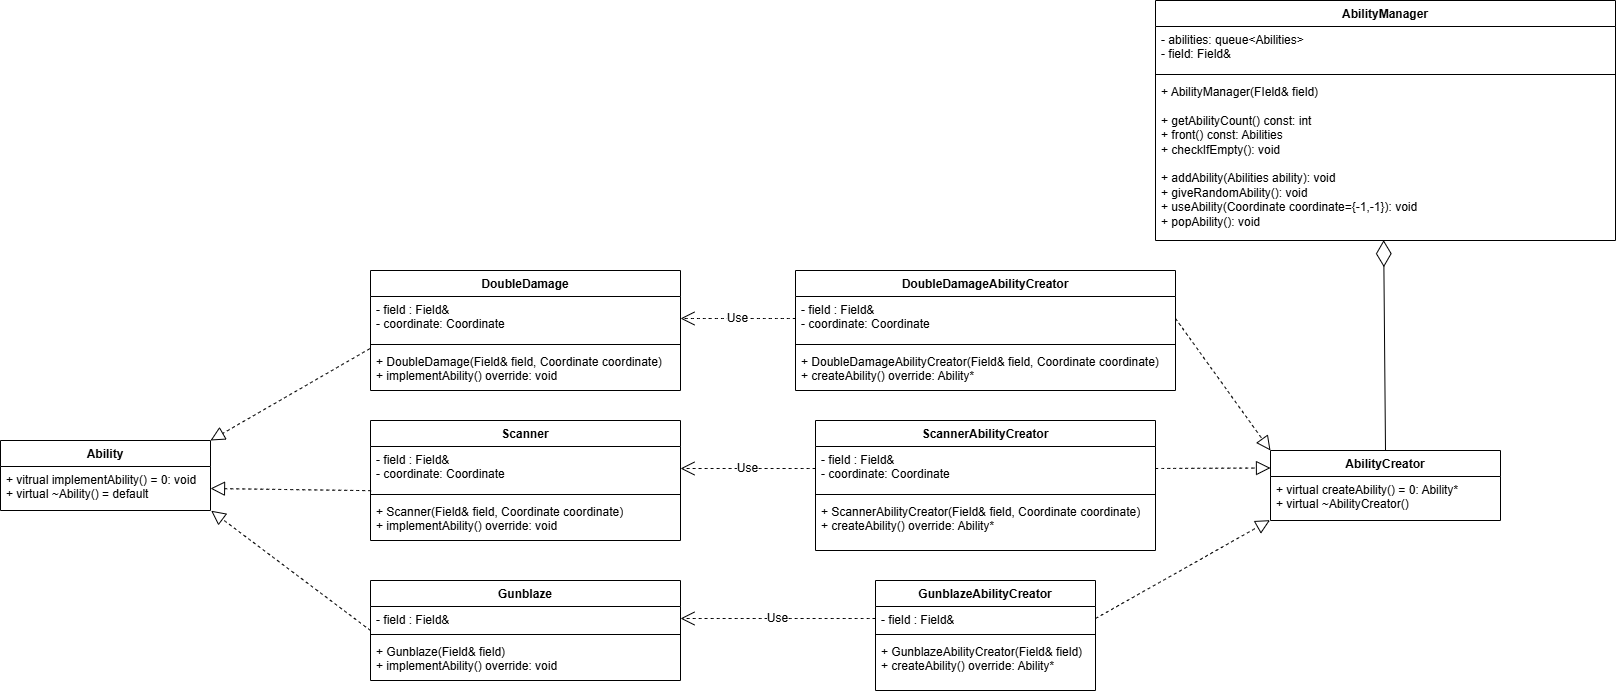 AbilityManager
- abilities: queue<Abilities>
- field: Field&
+ AbilityManager(FIeld& field)
+ getAbilityCount() const: int
+ front() const: Abilities
+ checkIfEmpty(): void
+ addAbility(Abilities ability): void
+ giveRandomAbility(): void
+ useAbility(Coordinate coordinate={-1,-1}): void
+ popAbility(): void
DoubleDamage
- field : Field&
- coordinate: Coordinate
+ DoubleDamage(Field& field, Coordinate coordinate)
+ implementAbility() override: void
Use
DoubleDamageAbilityCreator
- field : Field&
- coordinate: Coordinate
+ DoubleDamageAbilityCreator(Field& field, Coordinate coordinate)
+ createAbility() override: Ability*
Ability
+ vitrual implementAbility() = 0: void
+ virtual ~Ability() = default
Scanner
- field : Field&
- coordinate: Coordinate
+ Scanner(Field& field, Coordinate coordinate)
+ implementAbility() override: void
Use
ScannerAbilityCreator
- field : Field&
- coordinate: Coordinate
+ ScannerAbilityCreator(Field& field, Coordinate coordinate)
+ createAbility() override: Ability*
AbilityCreator
+ virtual createAbility() = 0: Ability*
+ virtual ~AbilityCreator()
Gunblaze
- field : Field&
+ Gunblaze(Field& field)
+ implementAbility() override: void
Use
GunblazeAbilityCreator
- field : Field&
+ GunblazeAbilityCreator(Field& field)
+ createAbility() override: Ability*